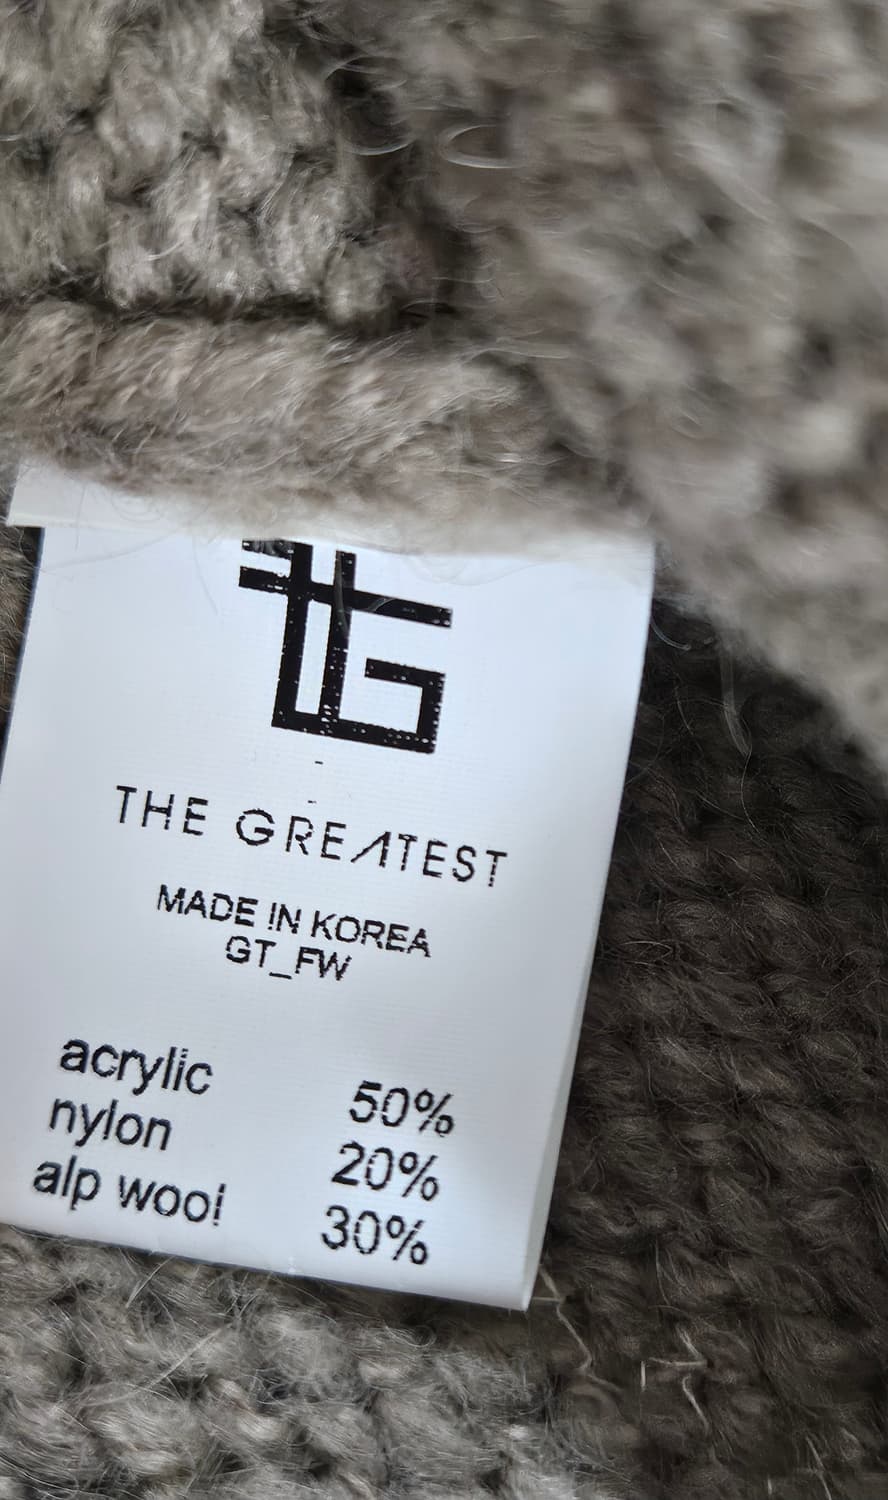 THE GREATEST
MADE IN KOREA
GT_FW
acrylic 50%
nylon 20%
alp wool 30%